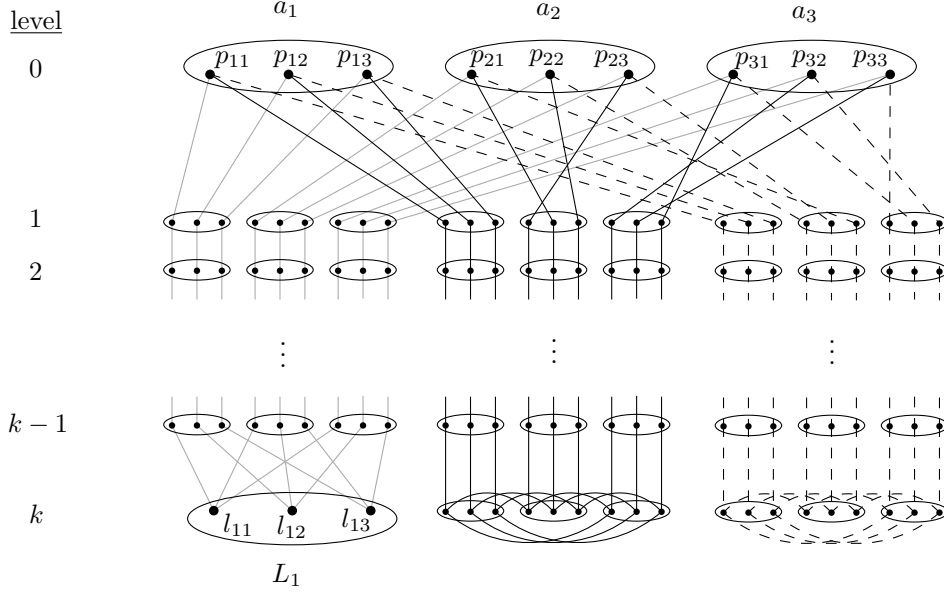 level a₁ a₂ a₃
0 p₁₁ p₁₂ p₁₃ p₂₁ p₂₂ p₂₃ p₃₁ p₃₂ p₃₃
1
2
⋮ ⋮ ⋮
k − 1
k l₁₁ l₁₂ l₁₃
L₁